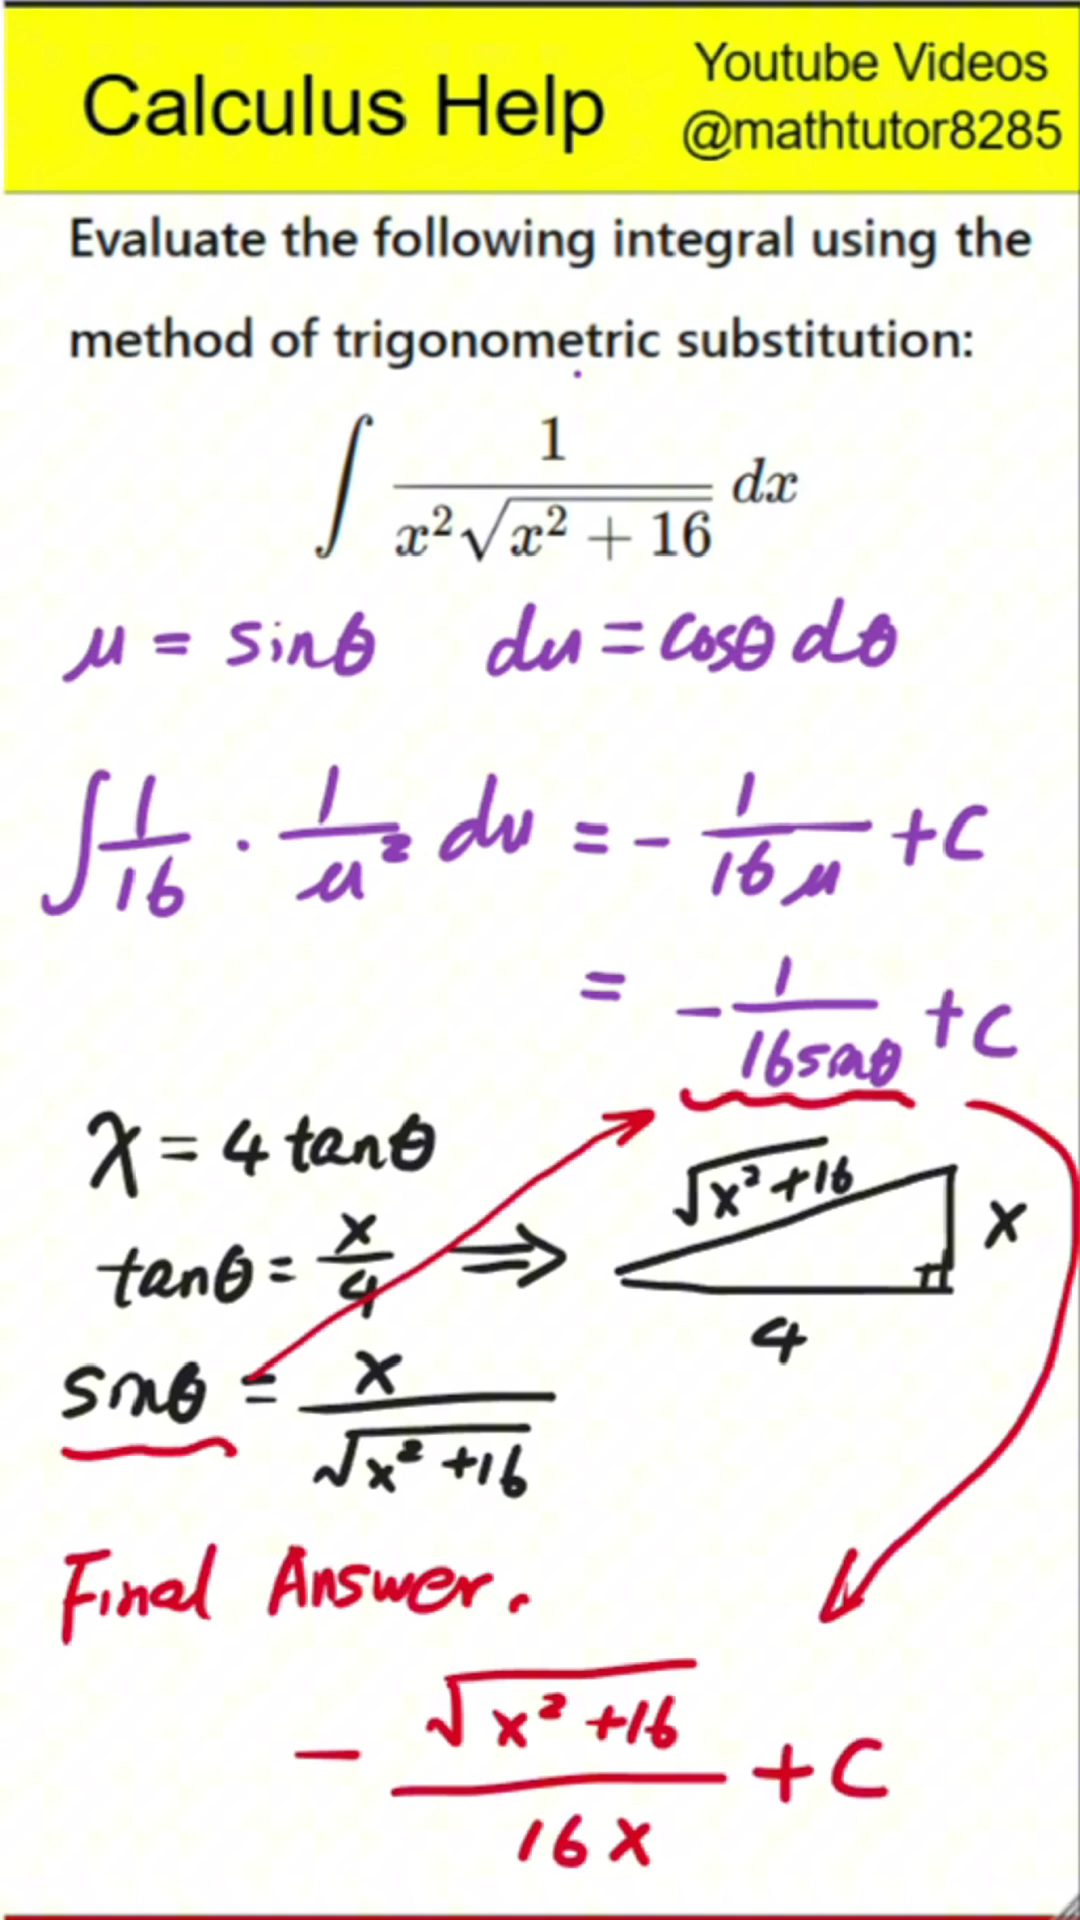 Calculus Help
Youtube Videos
@mathtutor8285
Evaluate the following integral using the
method of trigonometric substitution:
∫ 1/(x²√(x² + 16)) dx
u = sinθ   du = cosθ dθ
∫ 1/16 · 1/u² du = - 1/(16u) + C
= - 1/(16 sinθ) + C
x = 4 tanθ
tanθ = x/4 ⇒
√(x² + 16)
x
4
sinθ = x/√(x² + 16)
Final Answer.
- √(x² + 16)/(16x) + C